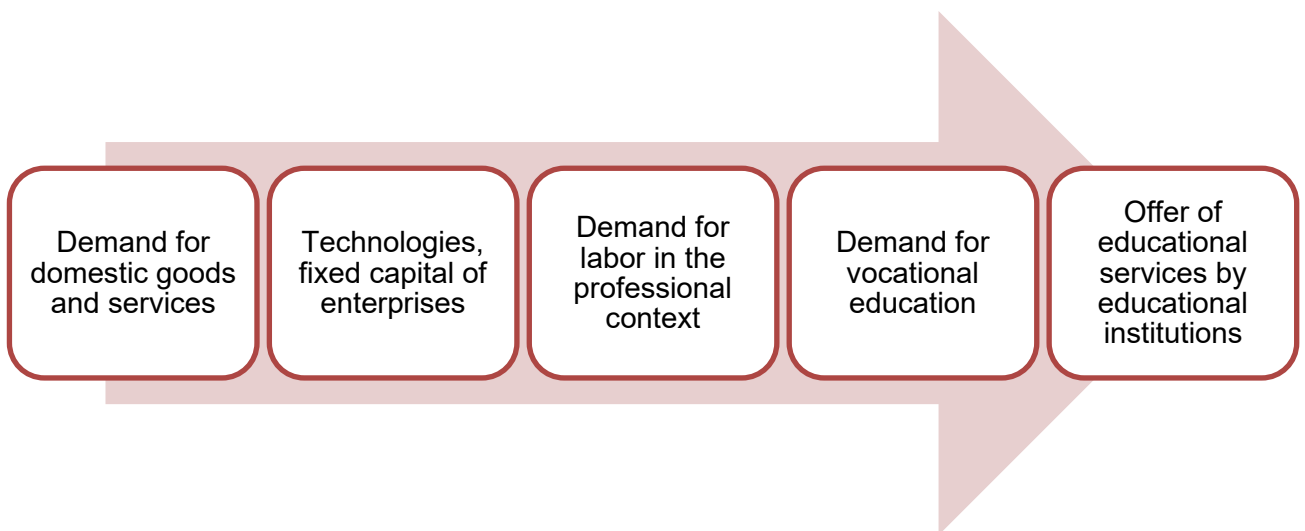 Demand for
domestic goods
and services
Technologies,
fixed capital of
enterprises
Demand for
labor in the
professional
context
Demand for
vocational
education
Offer of
educational
services by
educational
institutions